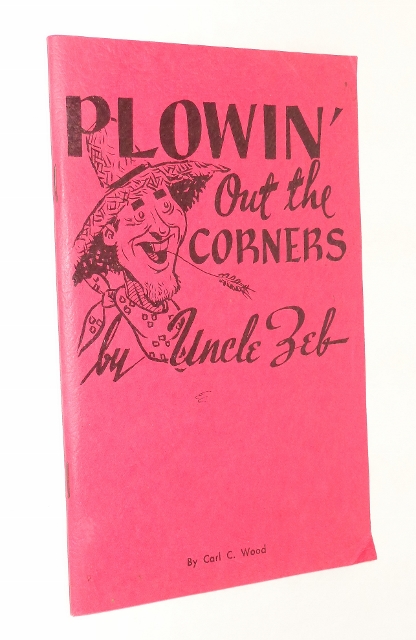 PLOWIN'
Out the
CORNERS
by Uncle Zeb
By Carl C. Wood